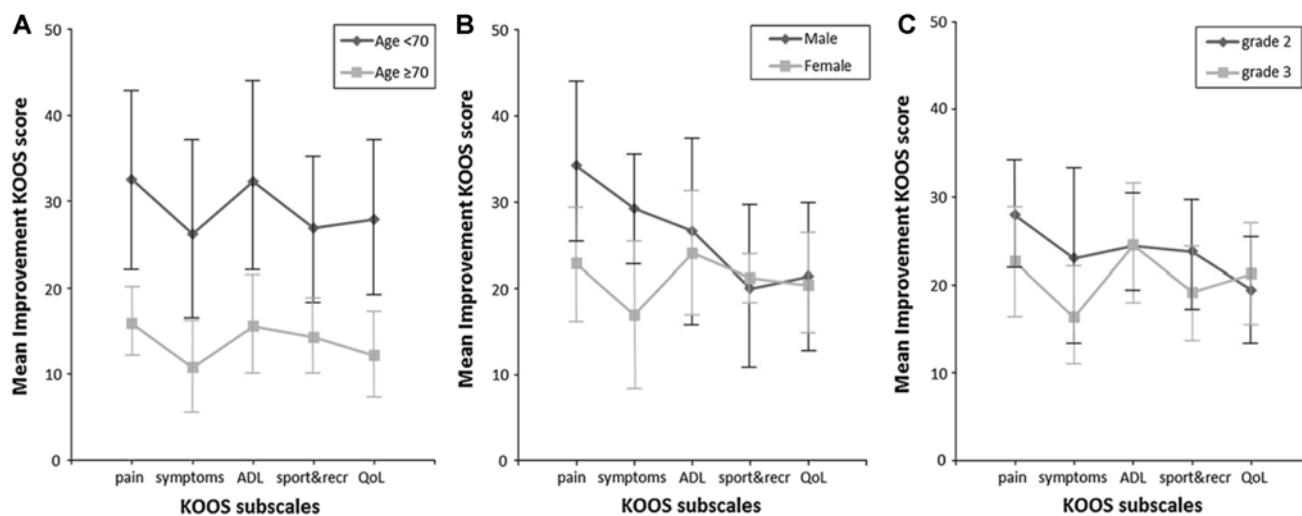 A
50
40
30
20
10
0
Mean Improvement KOOS score
Age <70
Age ≥70
pain symptoms ADL sport&recr QoL
KOOS subscales
B
50
40
30
20
10
0
Mean Improvement KOOS score
Male
Female
pain symptoms ADL sport&recr QoL
KOOS subscales
C
50
40
30
20
10
0
Mean Improvement KOOS score
grade 2
grade 3
pain symptoms ADL sport&recr QoL
KOOS subscales